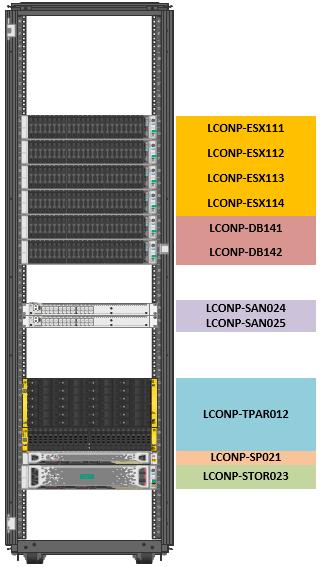 LCONP-ESX111
LCONP-ESX112
LCONP-ESX113
LCONP-ESX114
LCONP-DB141
LCONP-DB142
LCONP-SAN024
LCONP-SAN025
LCONP-TPAR012
LCONP-SP021
LCONP-STOR023